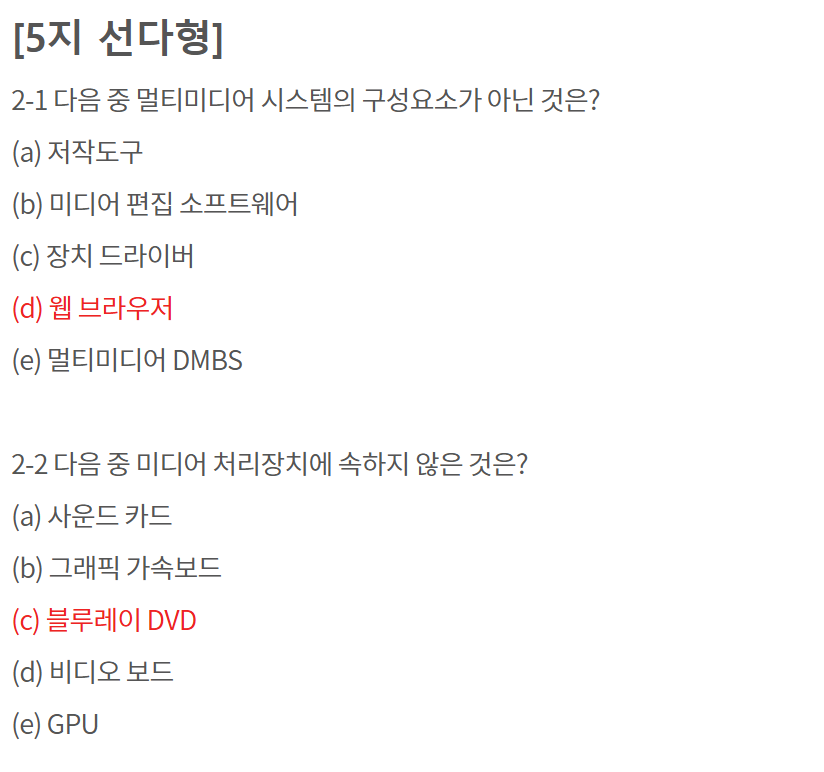 [5지 선다형]
2-1 다음 중 멀티미디어 시스템의 구성요소가 아닌 것은?
(a) 저작도구
(b) 미디어 편집 소프트웨어
(c) 장치 드라이버
(d) 웹 브라우저
(e) 멀티미디어 DMBS
2-2 다음 중 미디어 처리장치에 속하지 않은 것은?
(a) 사운드 카드
(b) 그래픽 가속보드
(c) 블루레이 DVD
(d) 비디오 보드
(e) GPU